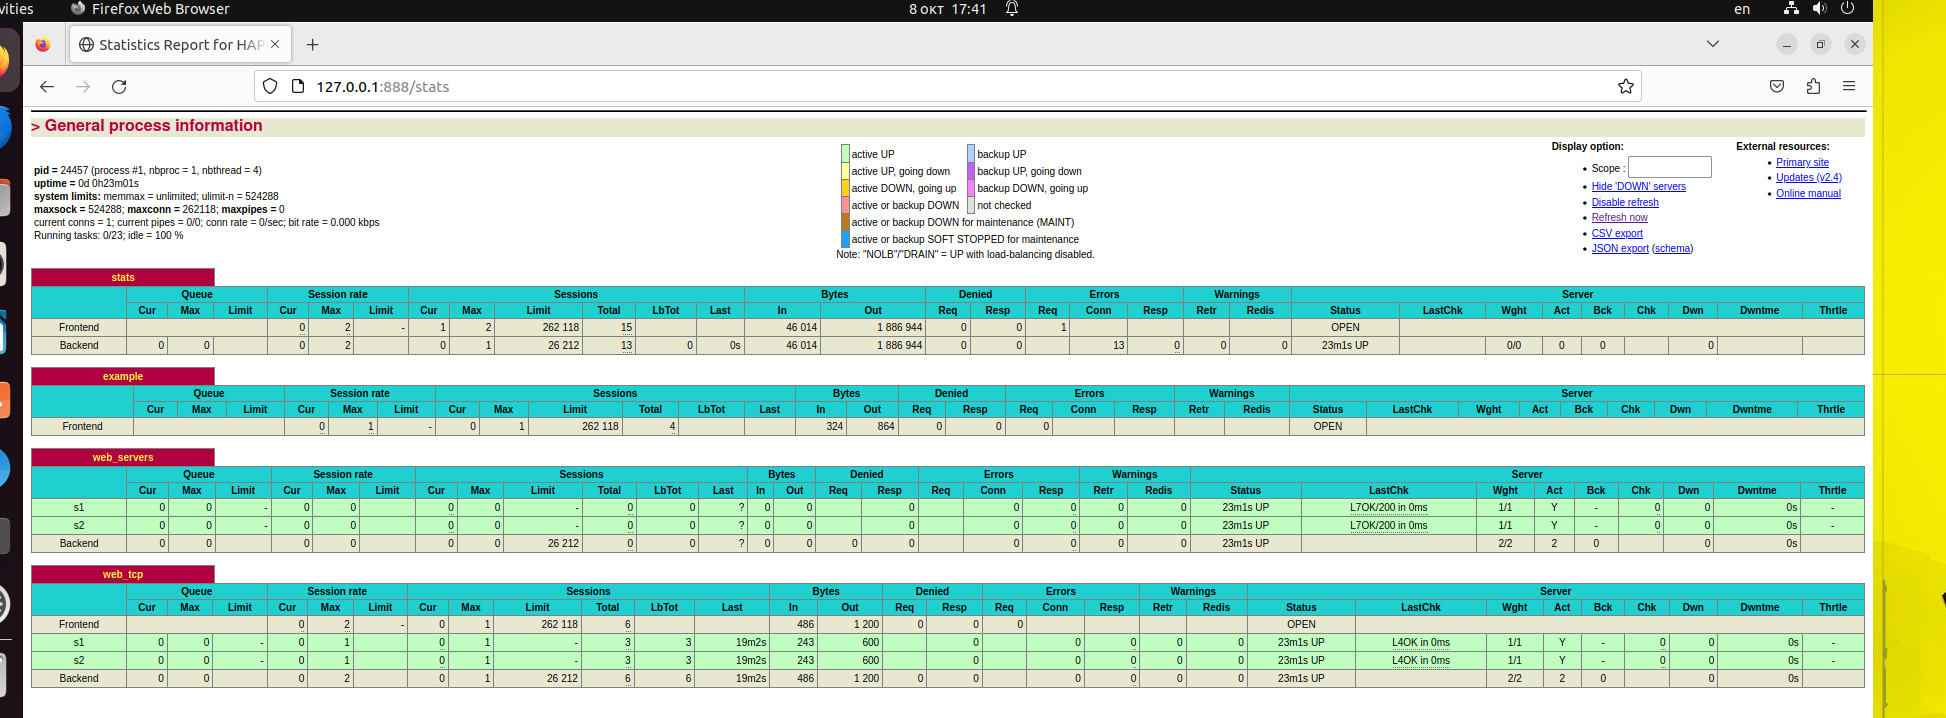 vities Firefox Web Browser 8 окт 17:41 en
Statistics Report for HAP
127.0.0.1:888/stats
> General process information
pid = 24457 (process #1, nbproc = 1, nbthread = 4)
uptime = 0d 0h23m01s
system limits: memmax = unlimited; ulimit-n = 524288
maxsock = 524288; maxconn = 262118; maxpipes = 0
current conns = 1; current pipes = 0/0; conn rate = 0/sec; bit rate = 0.000 kbps
Running tasks: 0/23; idle = 100 %
active UP backup UP
active UP, going down backup UP, going down
active DOWN, going up backup DOWN, going up
active or backup DOWN not checked
active or backup DOWN for maintenance (MAINT)
active or backup SOFT STOPPED for maintenance
Note: "NOLB"/"DRAIN" = UP with load-balancing disabled.
Display option:
• Scope :
• Hide 'DOWN' servers
• Disable refresh
• Refresh now
• CSV export
• JSON export (schema)
External resources:
• Primary site
• Updates (v2.4)
• Online manual
stats
Queue Session rate Sessions Bytes Denied Errors Warnings Server
Cur Max Limit Cur Max Limit Cur Max Limit Total LbTot Last In Out Req Resp Req Conn Resp Retr Redis Status LastChk Wght Act Bck Chk Dwn Dwntme Thrtle
Frontend 0 2 - 1 2 262 118 15 46 014 1 886 944 0 0 1 OPEN
Backend 0 0 0 2 0 1 26 212 13 0 0s 46 014 1 886 944 0 0 13 0 0 0 23m1s UP 0/0 0 0 0
example
Queue Session rate Sessions Bytes Denied Errors Warnings Server
Cur Max Limit Cur Max Limit Cur Max Limit Total LbTot Last In Out Req Resp Req Conn Resp Retr Redis Status LastChk Wght Act Bck Chk Dwn Dwntme Thrtle
Frontend 0 1 - 0 1 262 118 4 324 864 0 0 0 OPEN
web_servers
Queue Session rate Sessions Bytes Denied Errors Warnings Server
Cur Max Limit Cur Max Limit Cur Max Limit Total LbTot Last In Out Req Resp Req Conn Resp Retr Redis Status LastChk Wght Act Bck Chk Dwn Dwntme Thrtle
s1 0 0 - 0 0 0 0 - 0 0 ? 0 0 0 0 0 0 0 23m1s UP L7OK/200 in 0ms 1/1 Y - 0 0 0s -
s2 0 0 - 0 0 0 0 - 0 0 ? 0 0 0 0 0 0 0 23m1s UP L7OK/200 in 0ms 1/1 Y - 0 0 0s -
Backend 0 0 0 0 0 0 26 212 0 0 ? 0 0 0 0 0 0 0 0 23m1s UP 2/2 2 0 0 0s
web_tcp
Queue Session rate Sessions Bytes Denied Errors Warnings Server
Cur Max Limit Cur Max Limit Cur Max Limit Total LbTot Last In Out Req Resp Req Conn Resp Retr Redis Status LastChk Wght Act Bck Chk Dwn Dwntme Thrtle
Frontend 0 2 - 0 1 262 118 6 486 1 200 0 0 0 OPEN
s1 0 0 - 0 1 0 1 - 3 3 19m2s 243 600 0 0 0 0 0 23m1s UP L4OK in 0ms 1/1 Y - 0 0 0s -
s2 0 0 - 0 1 0 1 - 3 3 19m2s 243 600 0 0 0 0 0 23m1s UP L4OK in 0ms 1/1 Y - 0 0 0s -
Backend 0 0 0 2 0 1 26 212 6 6 19m2s 486 1 200 0 0 0 0 0 0 23m1s UP 2/2 2 0 0 0s